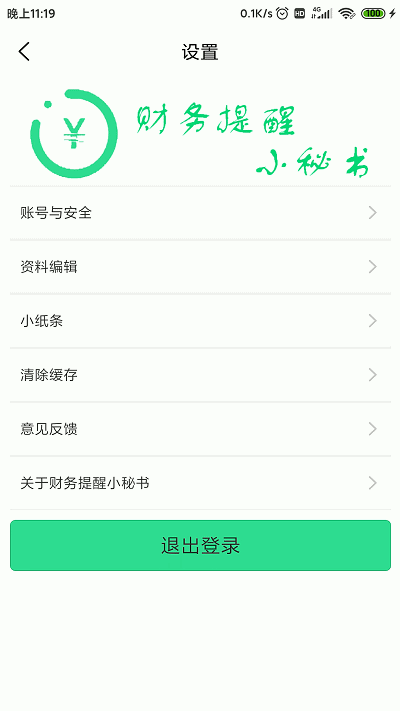 晚上11:19
0.1K/s HD 4G 100
设置
¥
财务提醒
小秘书
账号与安全
资料编辑
小纸条
清除缓存
意见反馈
关于财务提醒小秘书
退出登录